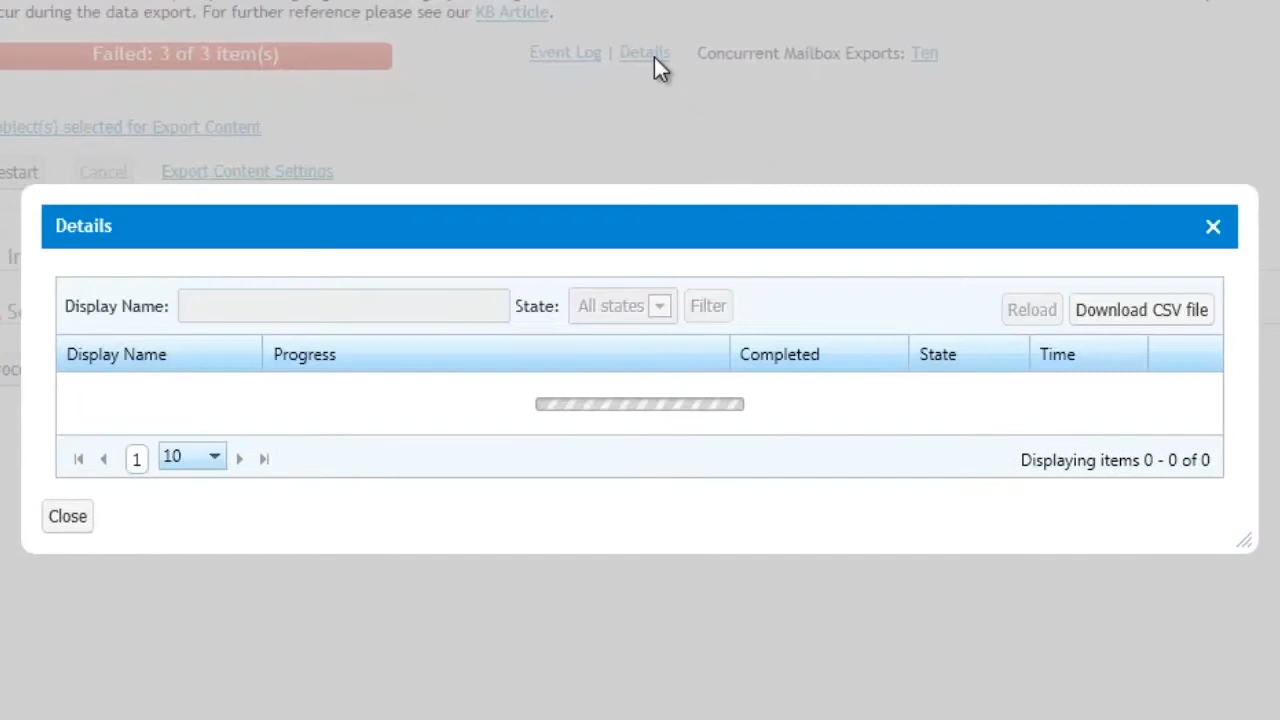 cur during the data export. For further reference please see our KB Article.
Failed: 3 of 3 item(s)
Event Log | Details
Concurrent Mailbox Exports: Ten
object(s) selected for Export Content
estart
Cancel
Export Content Settings
Details
Display Name:
State: All states
Filter
Reload
Download CSV file
Display Name
Progress
Completed
State
Time
1
10
Displaying items 0 - 0 of 0
Close